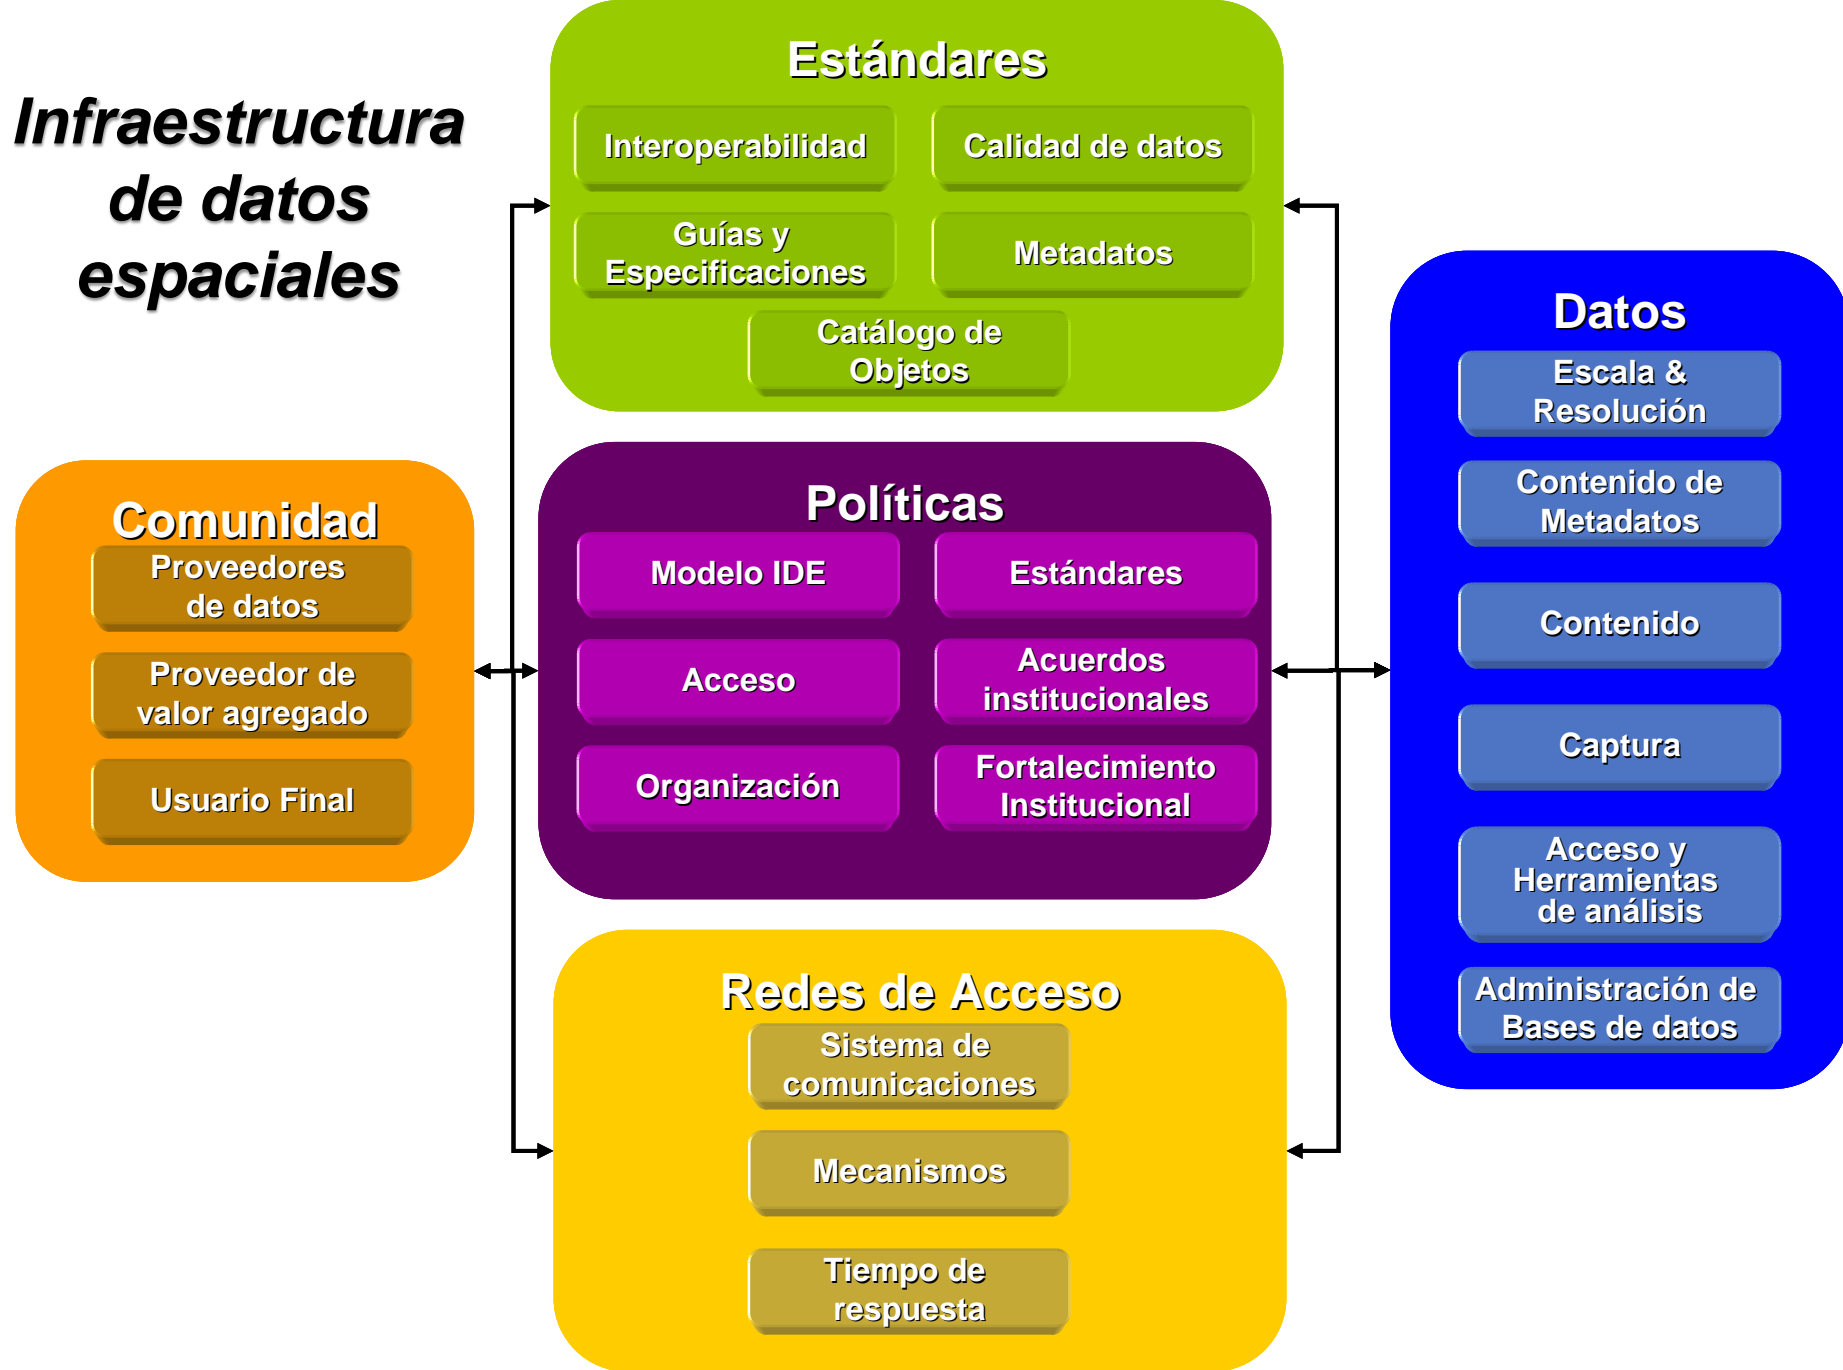 Infraestructura
de datos
espaciales
Estándares
Interoperabilidad
Calidad de datos
Guías y
Especificaciones
Metadatos
Catálogo de
Objetos
Comunidad
Proveedores
de datos
Proveedor de
valor agregado
Usuario Final
Políticas
Modelo IDE
Estándares
Acceso
Acuerdos
institucionales
Organización
Fortalecimiento
Institucional
Redes de Acceso
Sistema de
comunicaciones
Mecanismos
Tiempo de
respuesta
Datos
Escala &
Resolución
Contenido de
Metadatos
Contenido
Captura
Acceso y
Herramientas
de análisis
Administración de
Bases de datos